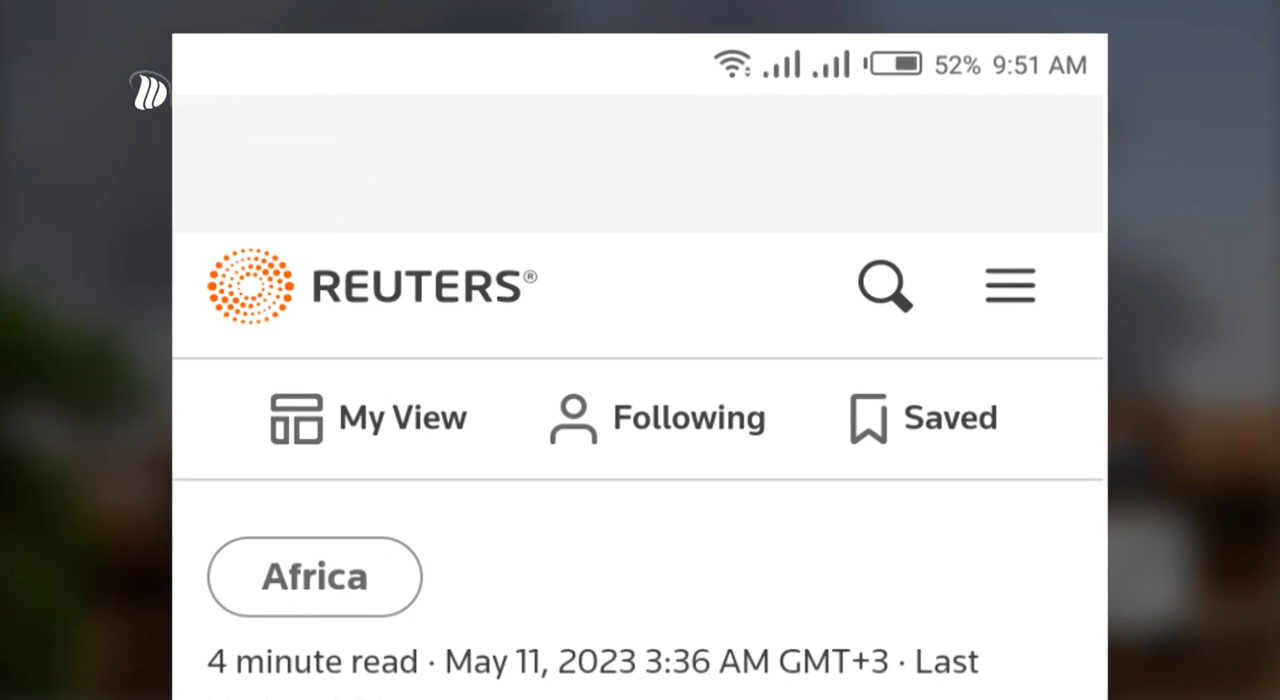 52% 9:51 AM
REUTERS®
My View Following Saved
Africa
4 minute read · May 11, 2023 3:36 AM GMT+3 · Last